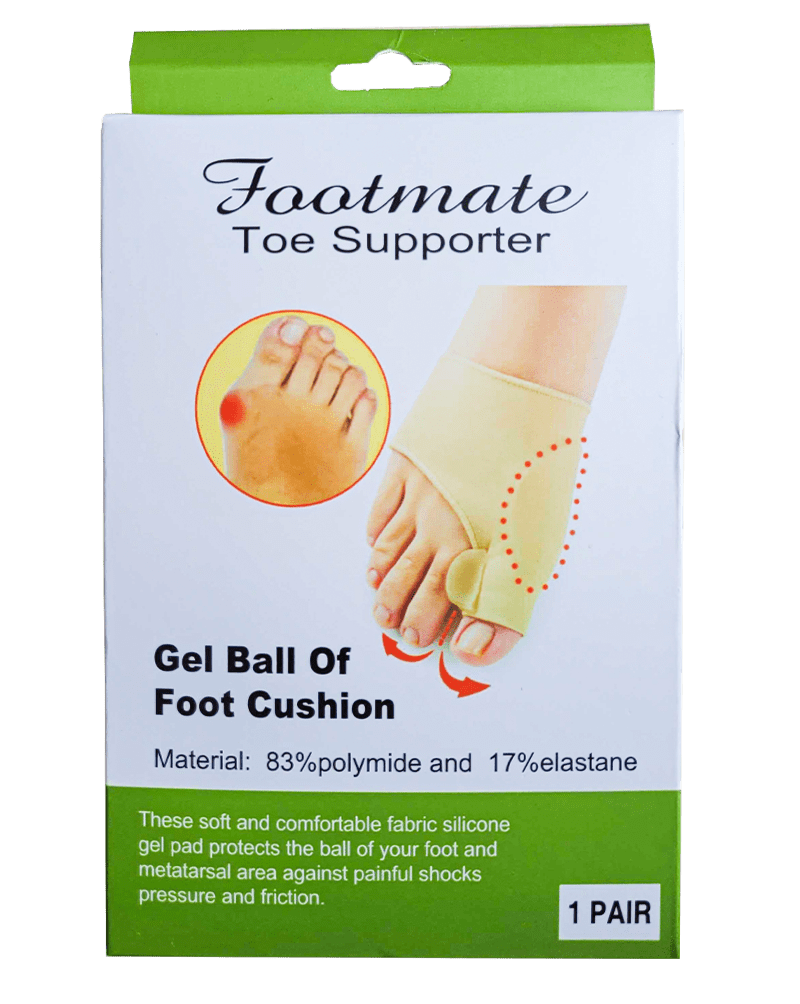 Footmate
Toe Supporter
Gel Ball Of
Foot Cushion
Material: 83%polymide and 17%elastane
These soft and comfortable fabric silicone
gel pad protects the ball of your foot and
metatarsal area against painful shocks
pressure and friction.
1 PAIR